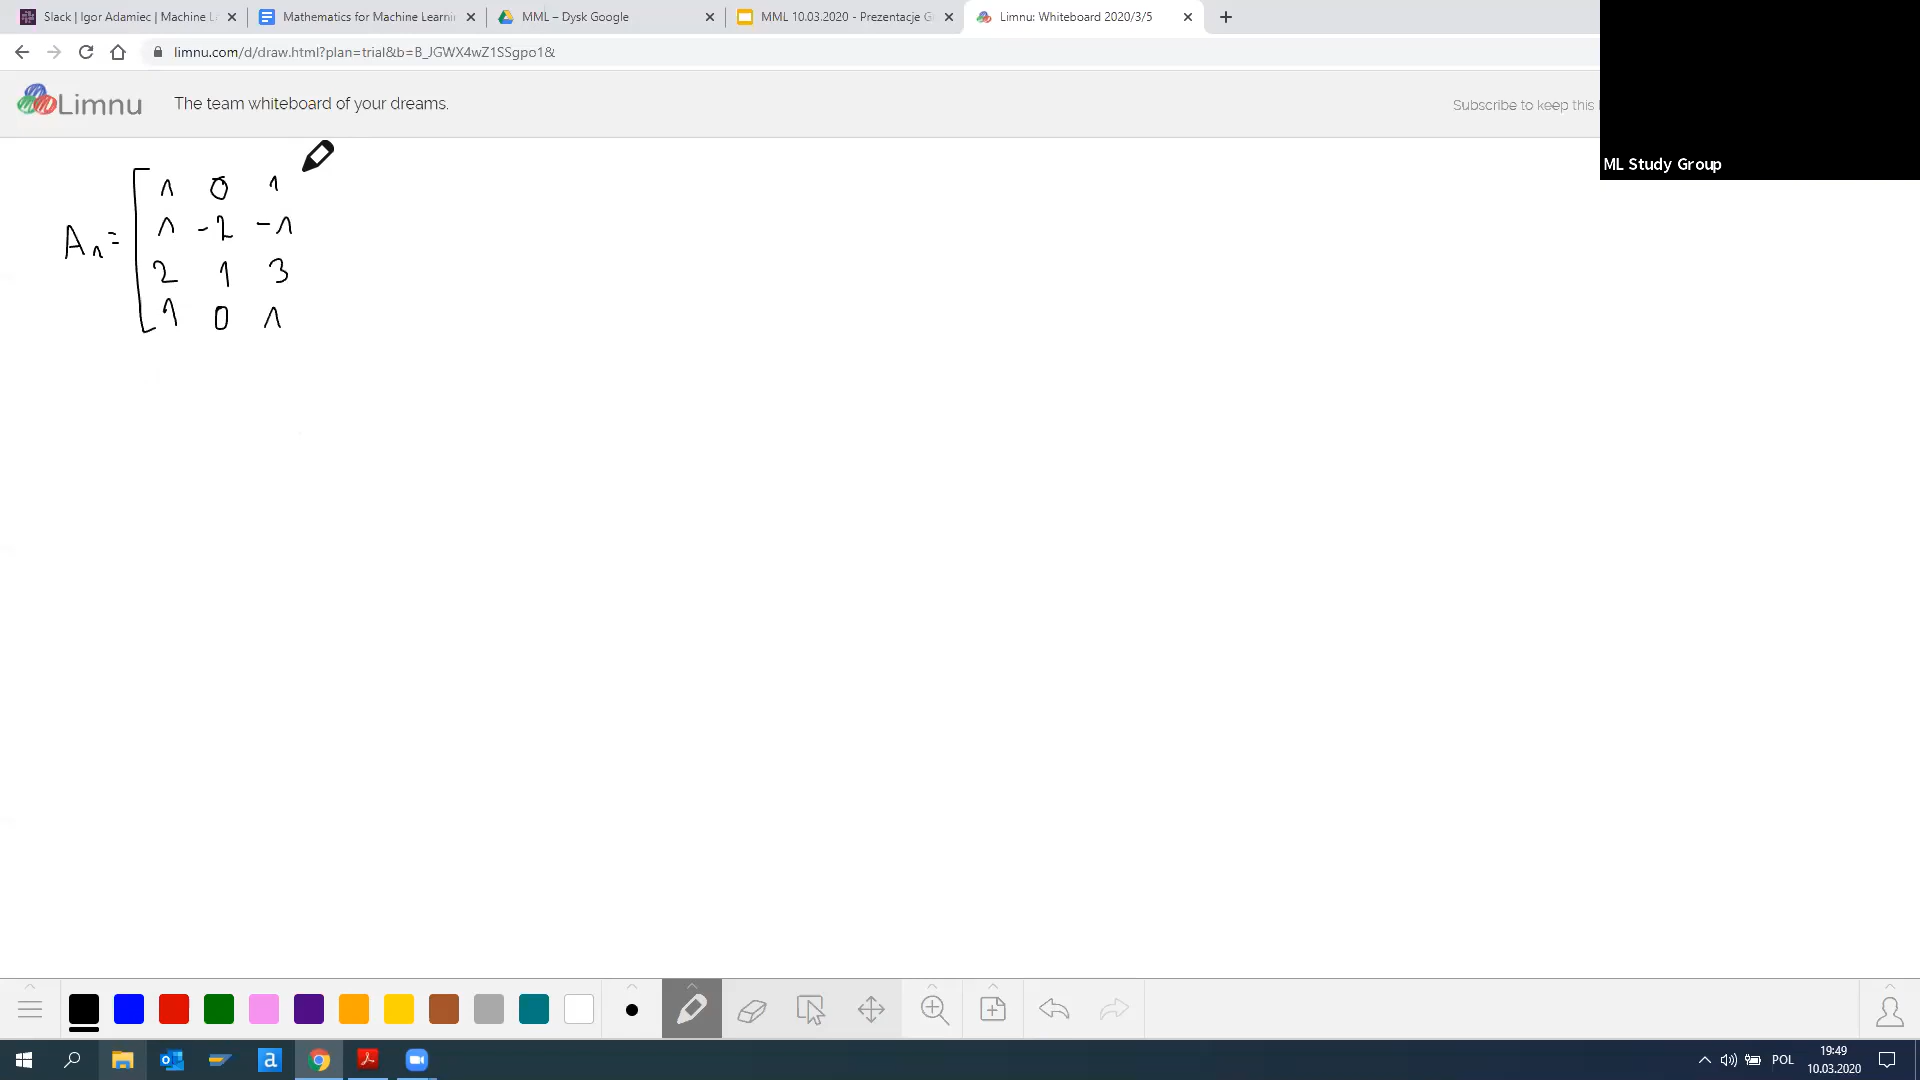 Slack | Igor Adamiec | Machine L
Mathematics for Machine Learnin
MML – Dysk Google
MML 10.03.2020 - Prezentacje G
Limnu: Whiteboard 2020/3/5
limnu.com/d/draw.html?plan=trial&b=B_JGWX4wZ1SSgpo1&
Limnu
The team whiteboard of your dreams.
Subscribe to keep this
ML Study Group
1 0 1
1 -2 -1
A1 =
2 1 3
1 0 1
a
POL
19:49
10.03.2020